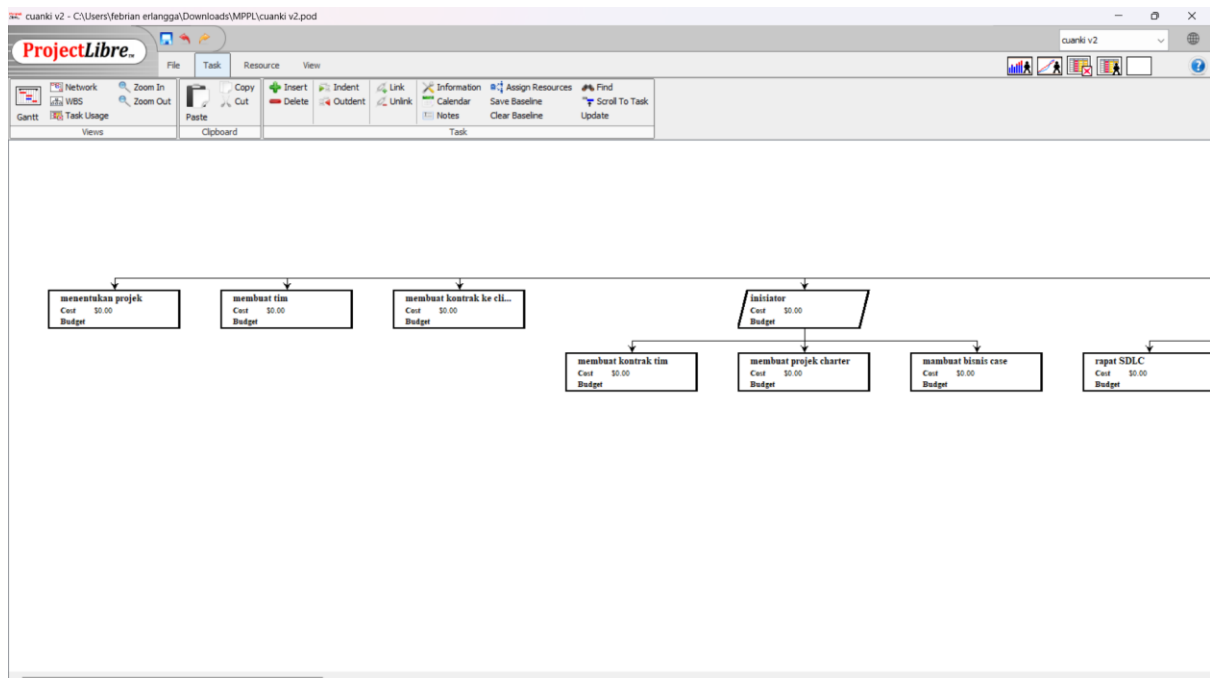 cuanki v2 - C:\Users\febrian erlangga\Downloads\MPPL\cuanki v2.pod
ProjectLibre™
cuanki v2
File Task Resource View
Gantt
Network
WBS
Task Usage
Zoom In
Zoom Out
Views
Paste
Copy
Cut
Clipboard
Insert Indent Link Information Assign Resources Find
Delete Outdent Unlink Calendar Save Baseline Scroll To Task
Notes Clear Baseline Update
Task
menentukan projek
Cost $0.00
Budget
membuat tim
Cost $0.00
Budget
membuat kontrak ke cli...
Cost $0.00
Budget
inisiator
Cost $0.00
Budget
membuat kontrak tim
Cost $0.00
Budget
membuat projek charter
Cost $0.00
Budget
mambuat bisnis case
Cost $0.00
Budget
rapat SDLC
Cost $0.00
Budget